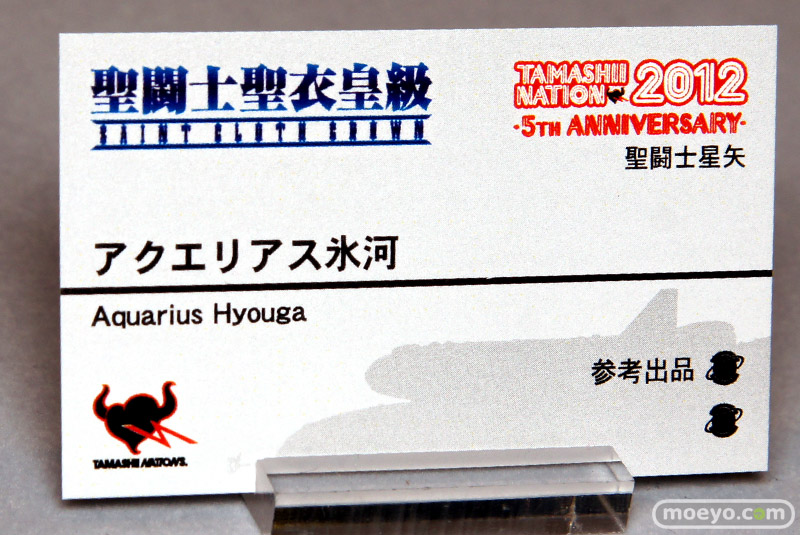 聖闘士聖衣皇級
SAINT CLOTH CROWN
TAMASHII
NATION 2012
·5TH ANNIVERSARY·
聖闘士星矢
アクエリアス氷河
Aquarius Hyouga
参考出品
TAMASHII NATIONS.
moeyo.com